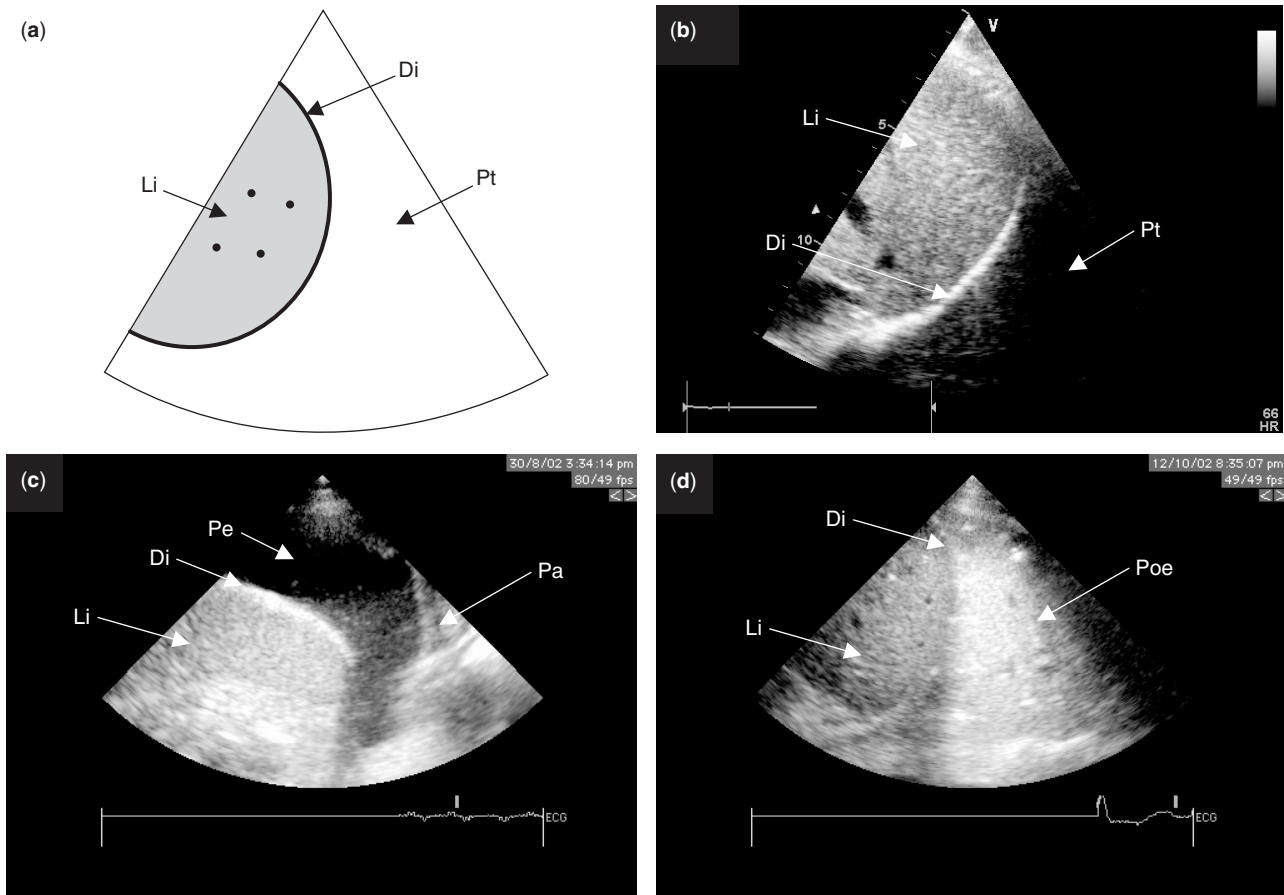 (a)
Di
Li
Pt
(b)
V
Li
5
Di
10
Pt
66
HR
(c)
30/8/02 3:34:14 pm
80/49 fps
< >
Pe
Di
Pa
Li
ECG
(d)
12/10/02 8:35:07 pm
49/49 fps
< >
Di
Poe
Li
ECG